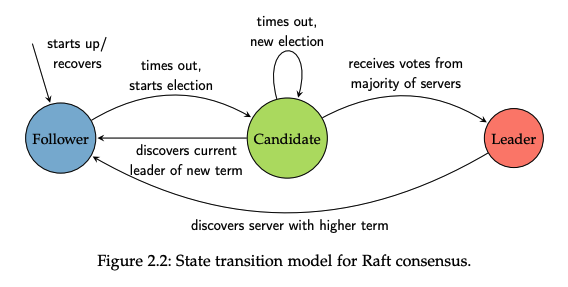 times out,
new election
starts up/
recovers
times out,
starts election
receives votes from
majority of servers
Follower
Candidate
Leader
discovers current
leader of new term
discovers server with higher term
Figure 2.2: State transition model for Raft consensus.